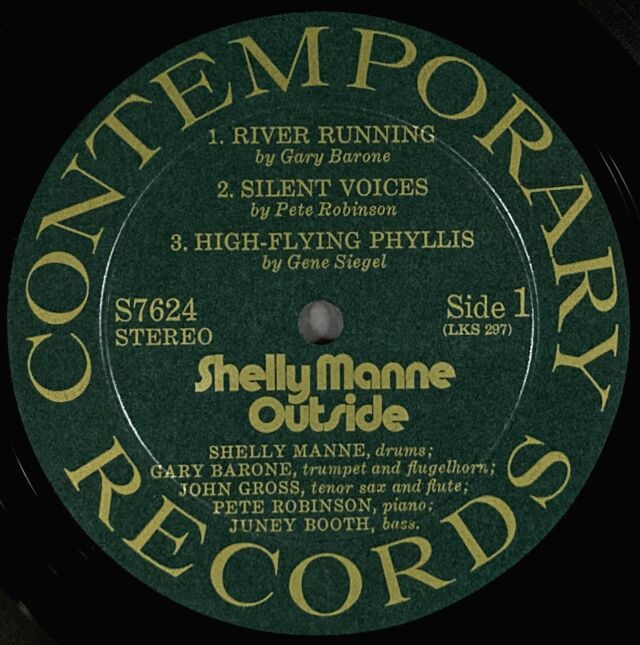 CONTEMPORARY
1. RIVER RUNNING
by Gary Barone
2. SILENT VOICES
by Pete Robinson
3. HIGH-FLYING PHYLLIS
by Gene Siegel
S7624
STEREO
Side 1
(LKS 297)
Shelly Manne
Outside
SHELLY MANNE, drums;
GARY BARONE, trumpet and flugelhorn;
JOHN GROSS, tenor sax and flute;
PETE ROBINSON, piano;
JUNEY BOOTH, bass.
RECORDS